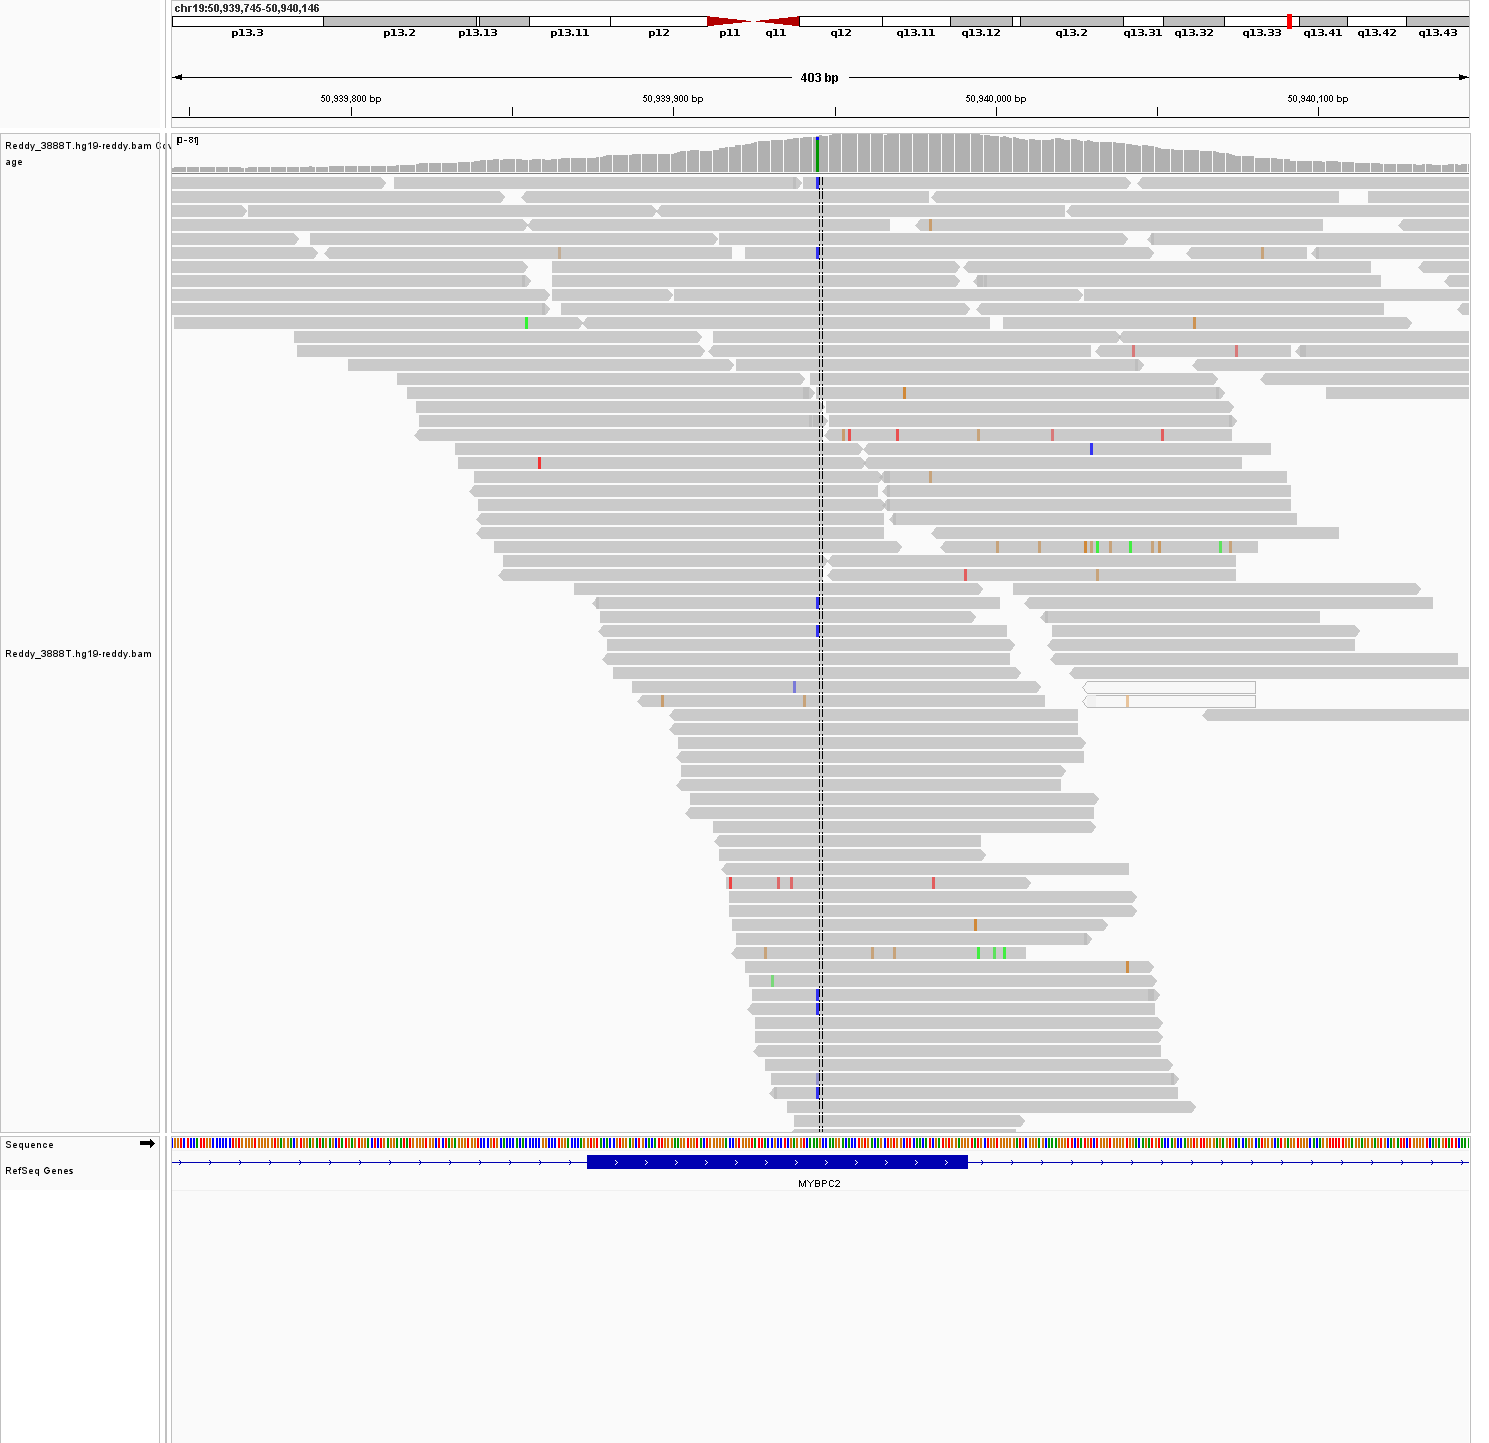 chr19:50,939,745-50,940,146
p13.3 p13.2 p13.13 p13.11 p12 p11 q11 q12 q13.11 q13.12 q13.2 q13.31 q13.32 q13.33 q13.41 q13.42 q13.43
403 bp
50,939,800 bp 50,939,900 bp 50,940,000 bp 50,940,100 bp
[0 - 81]
Reddy_3888T.hg19-reddy.bam Cov
age
Reddy_3888T.hg19-reddy.bam
Sequence
RefSeq Genes
MYBPC2